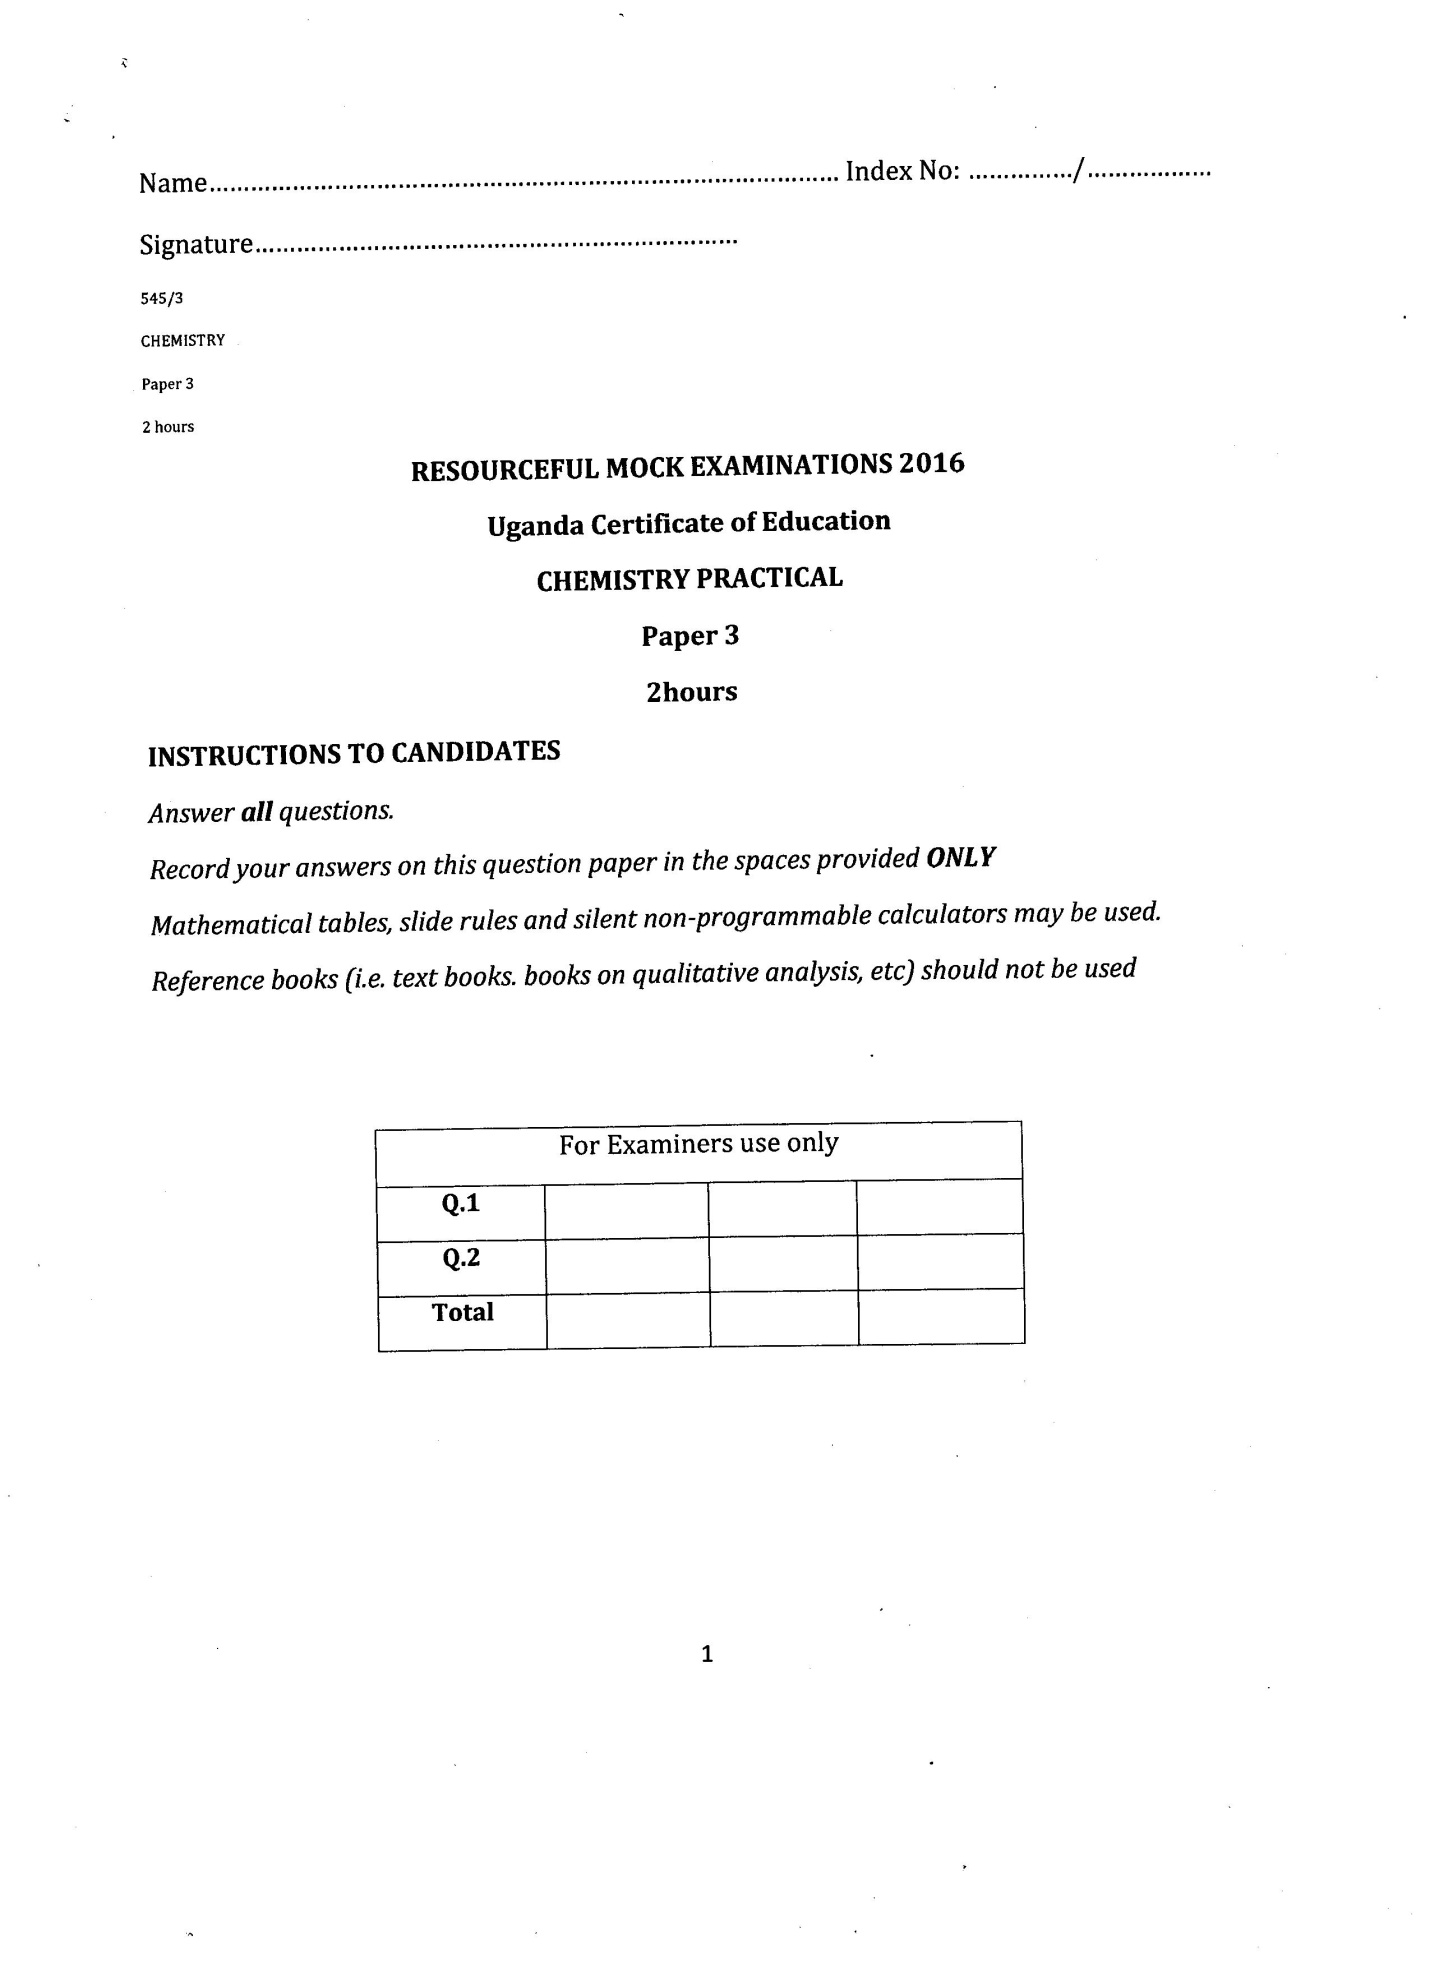 Name.......................................................................................... Index No: ............../..................
Signature.....................................................................
545/3
CHEMISTRY
Paper 3
2 hours
RESOURCEFUL MOCK EXAMINATIONS 2016
Uganda Certificate of Education
CHEMISTRY PRACTICAL
Paper 3
2hours
INSTRUCTIONS TO CANDIDATES
Answer all questions.
Record your answers on this question paper in the spaces provided ONLY
Mathematical tables, slide rules and silent non-programmable calculators may be used.
Reference books (i.e. text books. books on qualitative analysis, etc) should not be used
For Examiners use only
Q.1
Q.2
Total
1